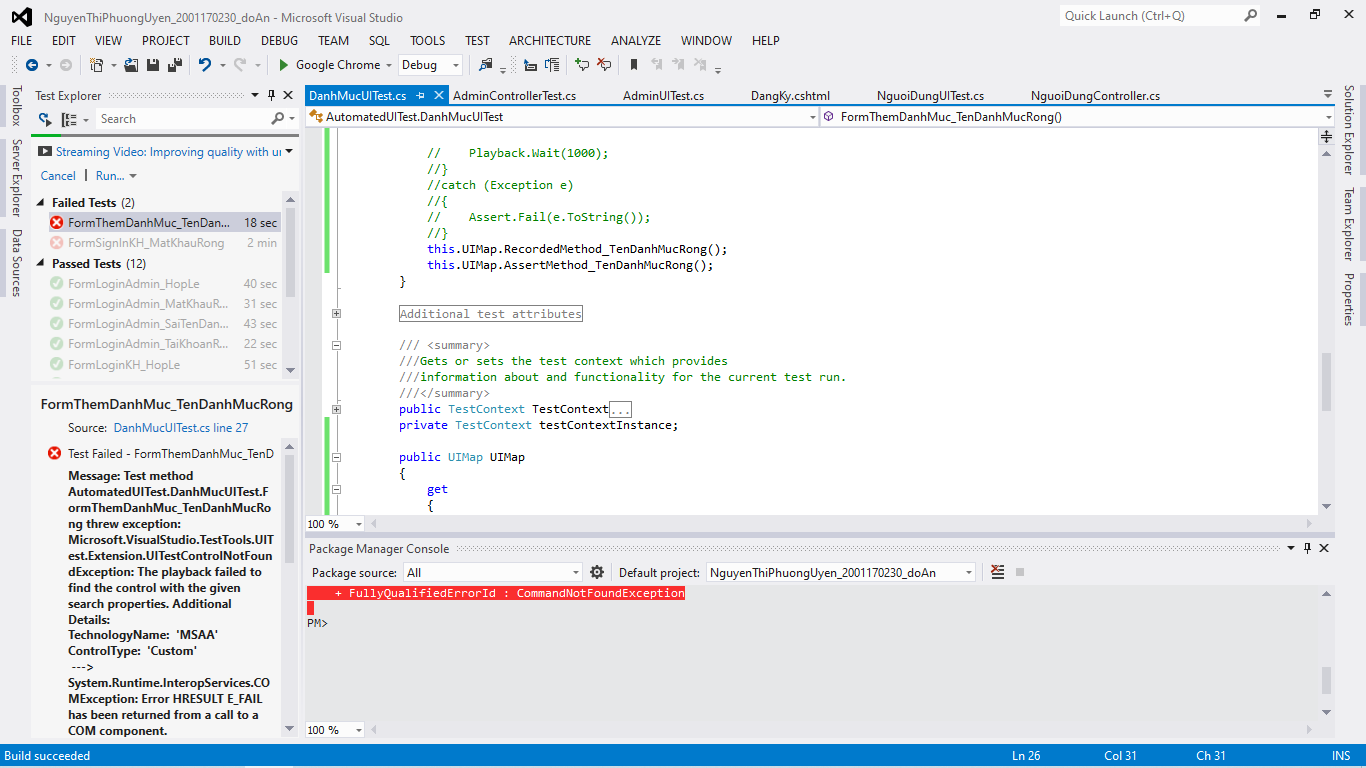 NguyenThiPhuongUyen_2001170230_doAn - Microsoft Visual Studio
Quick Launch (Ctrl+Q)
FILE EDIT VIEW PROJECT BUILD DEBUG TEAM SQL TOOLS TEST ARCHITECTURE ANALYZE WINDOW HELP
Google Chrome Debug
Toolbox
Server Explorer
Data Sources
Test Explorer
Search
Streaming Video: Improving quality with
Cancel | Run...
Failed Tests (2)
FormThemDanhMuc_TenDan... 18 sec
FormSignInKH_MatKhauRong 2 min
Passed Tests (12)
FormLoginAdmin_HopLe 40 sec
FormLoginAdmin_MatKhauR... 31 sec
FormLoginAdmin_SaiTenDan... 43 sec
FormLoginAdmin_TaiKhoanR... 22 sec
FormLoginKH_HopLe 51 sec
FormThemDanhMuc_TenDanhMucRong
Source: DanhMucUITest.cs line 27
Test Failed - FormThemDanhMuc_TenD
Message: Test method
AutomatedUITest.DanhMucUITest.F
ormThemDanhMuc_TenDanhMucRo
ng threw exception:
Microsoft.VisualStudio.TestTools.UIT
est.Extension.UITestControlNotFoun
dException: The playback failed to
find the control with the given
search properties. Additional
Details:
TechnologyName: 'MSAA'
ControlType: 'Custom'
--->
System.Runtime.InteropServices.CO
MException: Error HRESULT E_FAIL
has been returned from a call to a
COM component.
DanhMucUITest.cs AdminControllerTest.cs AdminUITest.cs DangKy.cshtml NguoiDungUITest.cs NguoiDungController.cs
AutomatedUITest.DanhMucUITest FormThemDanhMuc_TenDanhMucRong()
// Playback.Wait(1000);
//}
//catch (Exception e)
//{
// Assert.Fail(e.ToString());
//}
this.UIMap.RecordedMethod_TenDanhMucRong();
this.UIMap.AssertMethod_TenDanhMucRong();
}
Additional test attributes
/// <summary>
///Gets or sets the test context which provides
///information about and functionality for the current test run.
///</summary>
public TestContext TestContext...
private TestContext testContextInstance;
public UIMap UIMap
{
get
{
100 %
Package Manager Console
Package source: All Default project: NguyenThiPhuongUyen_2001170230_doAn
+ FullyQualifiedErrorId : CommandNotFoundException
PM>
100 %
Solution Explorer
Team Explorer
Properties
Build succeeded Ln 26 Col 31 Ch 31 INS